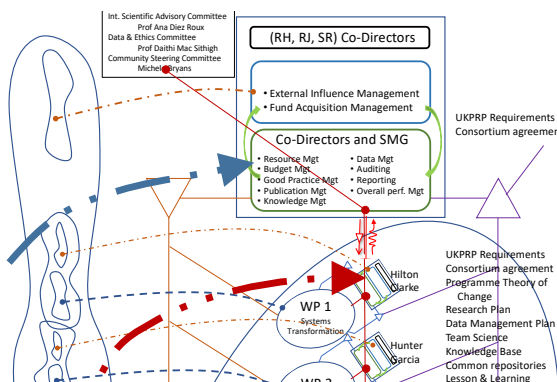 Int. Scientific Advisory Committee
Prof Ana Diez Roux
Data & Ethics Committee
Prof Daithi Mac Sithigh
Community Steering Committee
Michele Bryans
(RH, RJ, SR) Co-Directors
• External Influence Management
• Fund Acquisition Management
Co-Directors and SMG
• Resource Mgt
• Budget Mgt
• Good Practice Mgt
• Publication Mgt
• Knowledge Mgt
• Data Mgt
• Auditing
• Reporting
• Overall perf. Mgt
UKPRP Requirements
Consortium agreemen
Hilton
Clarke
WP 1
Systems
Transformation
Hunter
Garcia
WP 2
UKPRP Requirements
Consortium agreement
Programme Theory of
Change
Research Plan
Data Management Plan
Team Science
Knowledge Base
Common repositories
Lesson & Learning